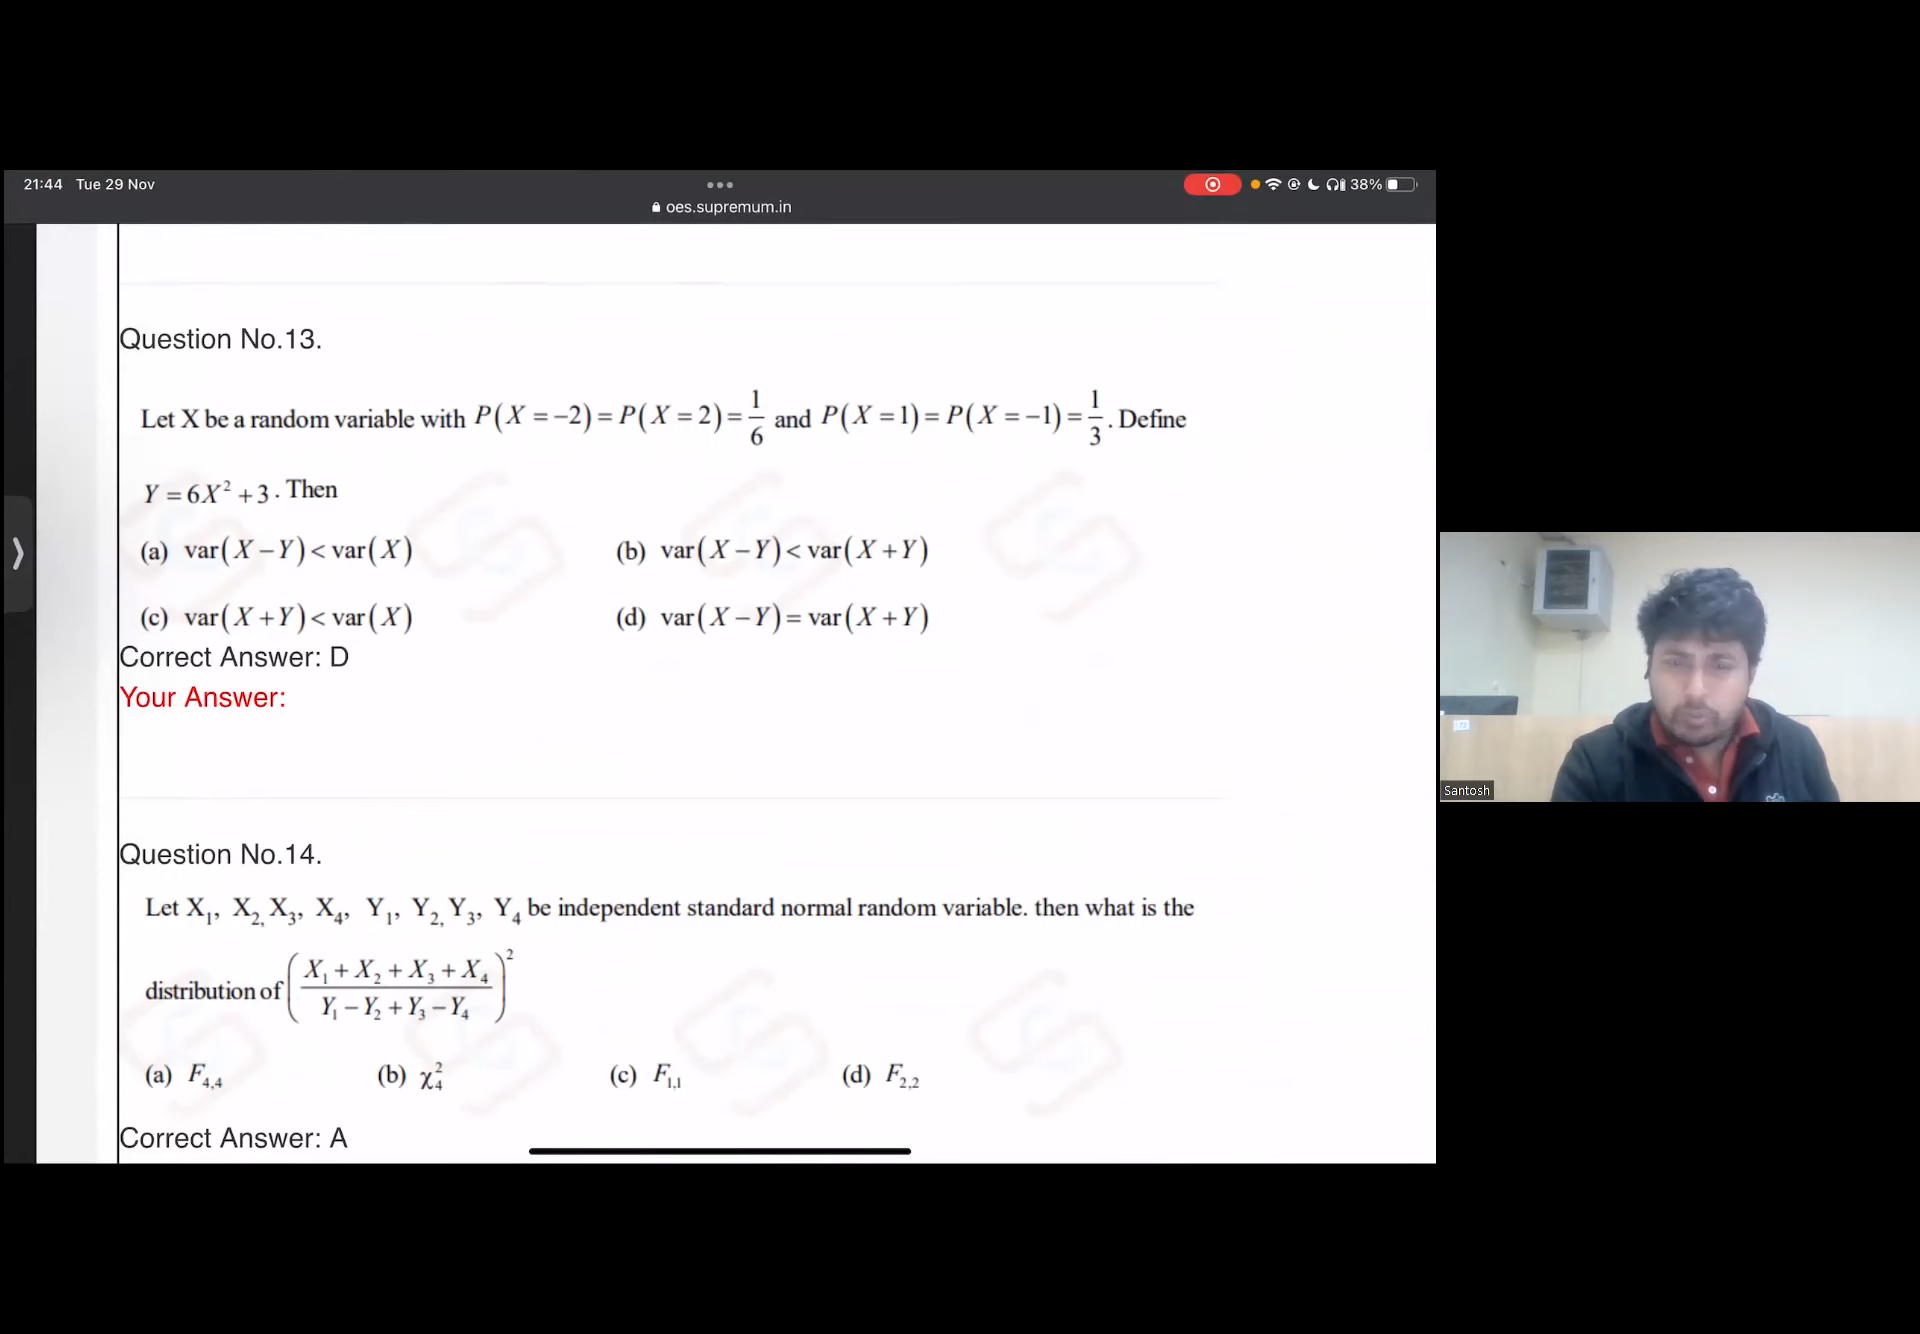 21:44 Tue 29 Nov
38%
oes.supremum.in
Question No.13.
Let X be a random variable with P(X = −2) = P(X = 2) = 1/6 and P(X = 1) = P(X = −1) = 1/3. Define
Y = 6X² + 3. Then
(a) var(X − Y) < var(X) (b) var(X − Y) < var(X + Y)
(c) var(X + Y) < var(X) (d) var(X − Y) = var(X + Y)
Correct Answer: D
Your Answer:
Question No.14.
Let X₁, X₂, X₃, X₄, Y₁, Y₂, Y₃, Y₄ be independent standard normal random variable. then what is the
distribution of ((X₁ + X₂ + X₃ + X₄)/(Y₁ − Y₂ + Y₃ − Y₄))²
(a) F₄,₄ (b) χ²₄ (c) F₁,₁ (d) F₂,₂
Correct Answer: A
Santosh